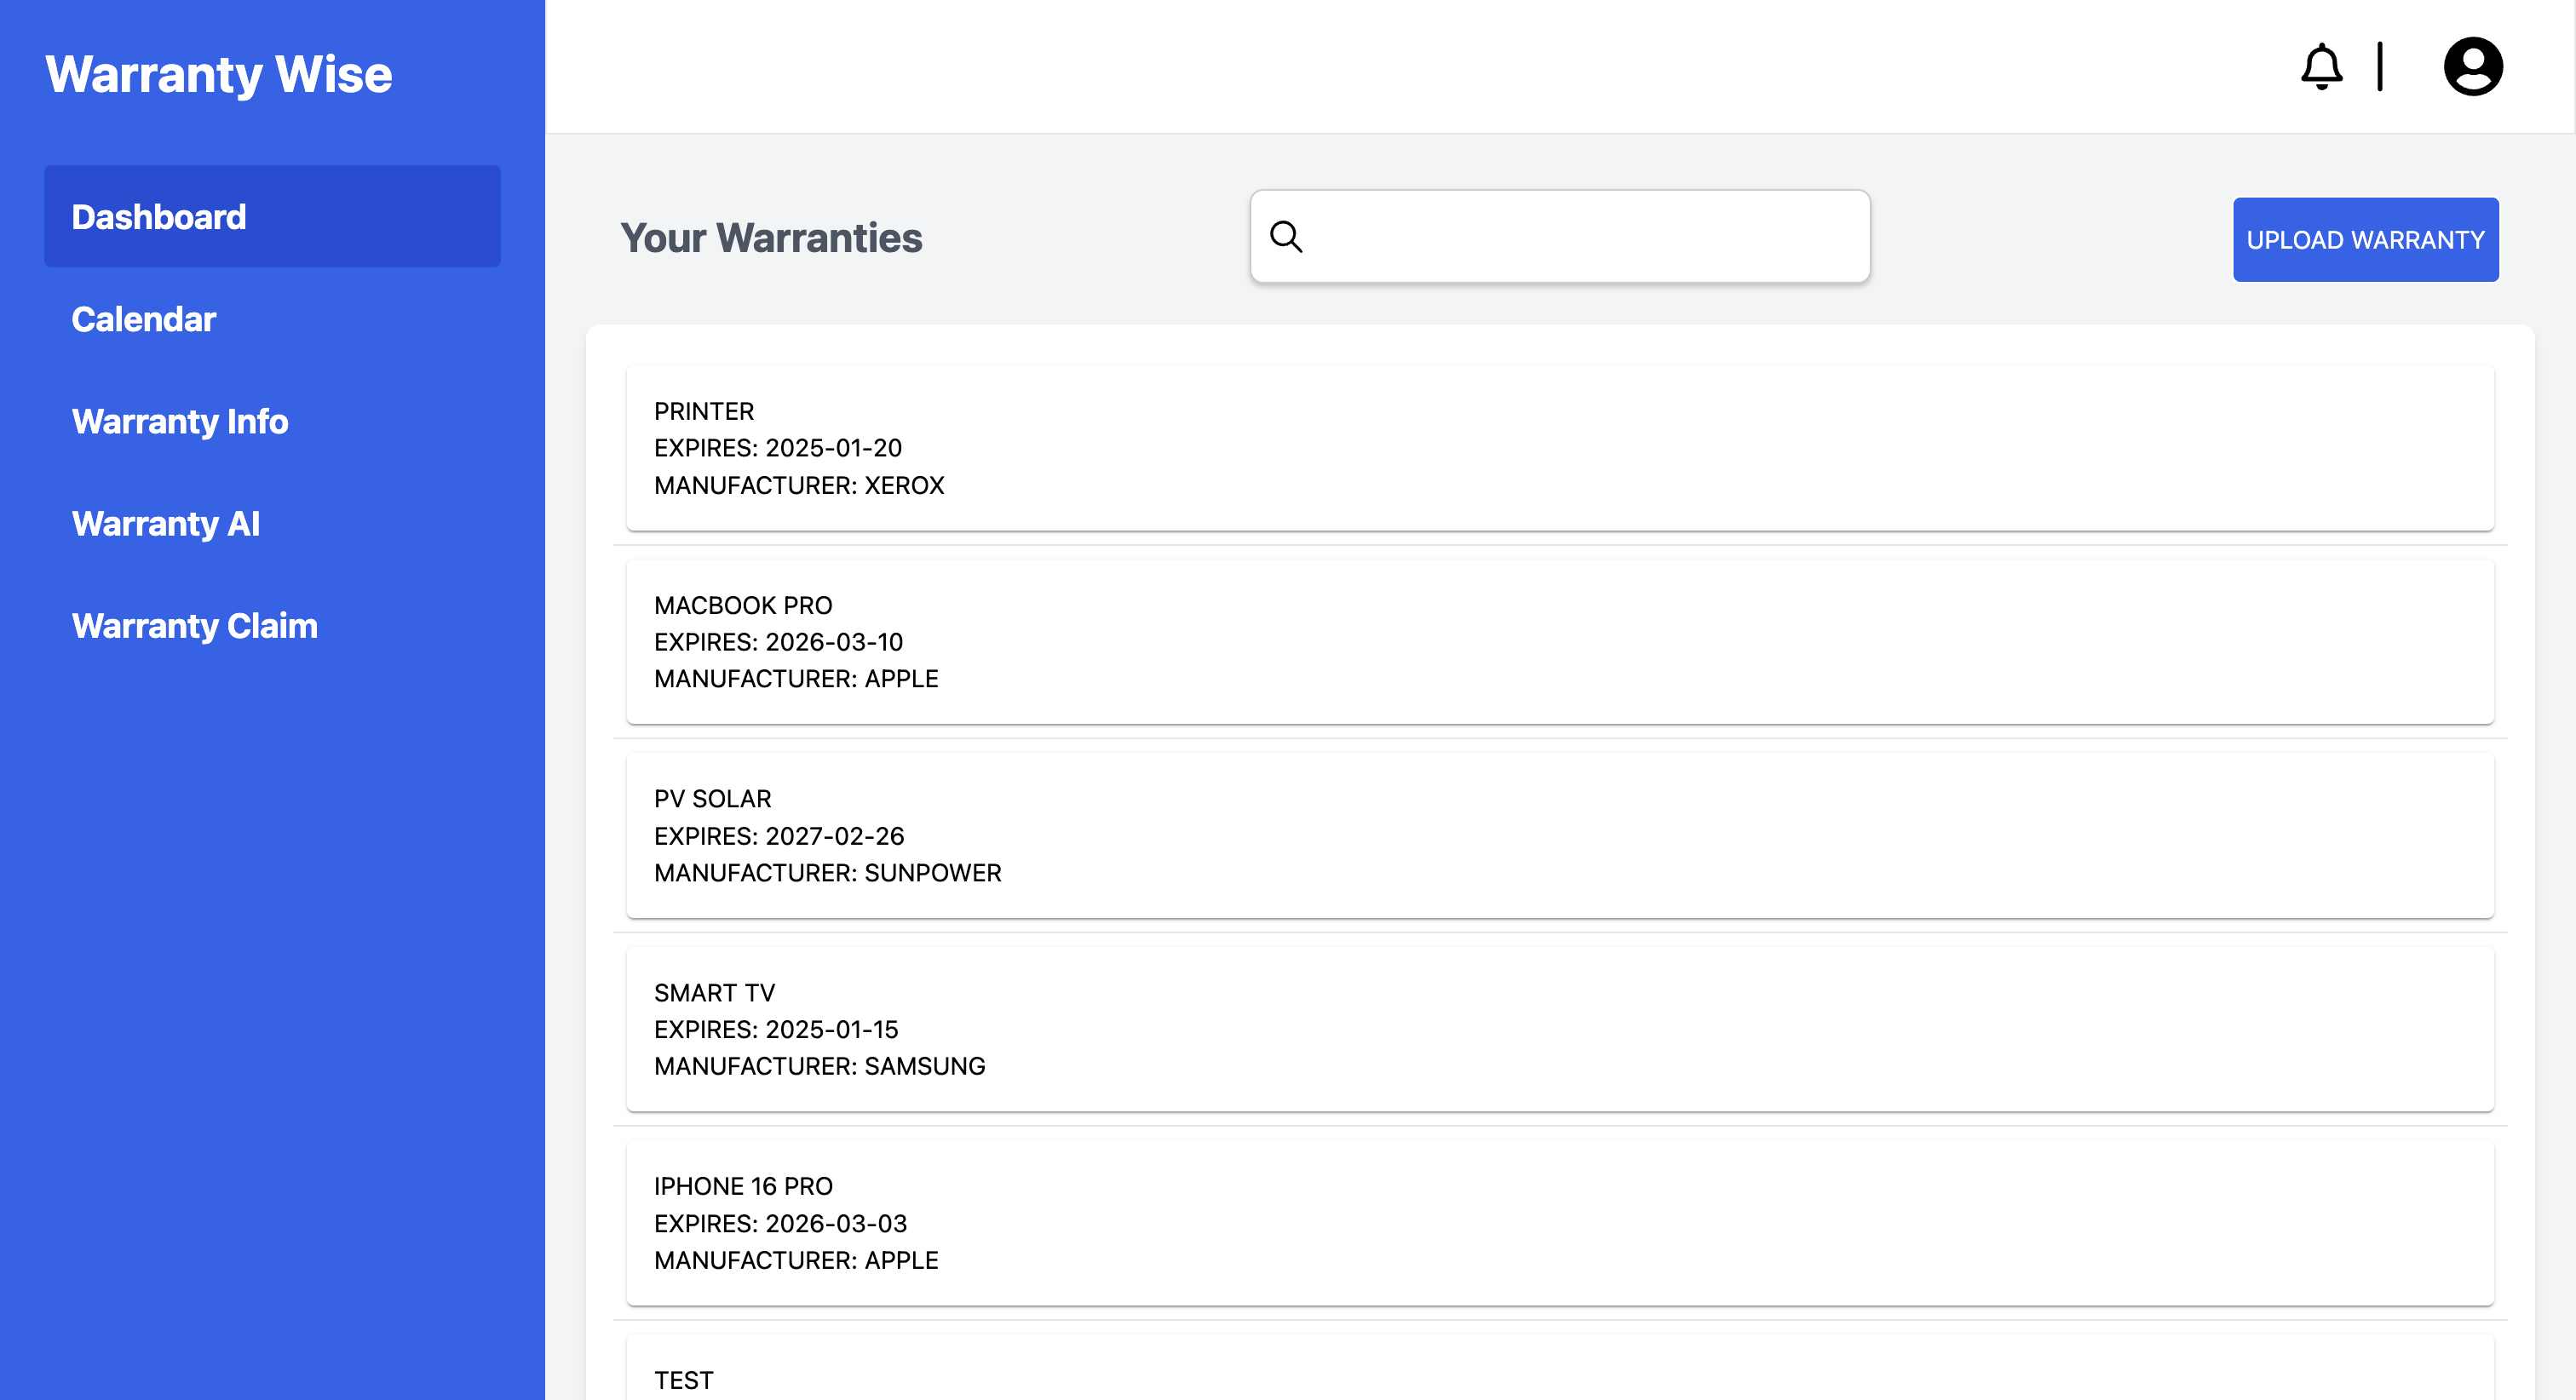 Warranty Wise
Dashboard
Calendar
Warranty Info
Warranty AI
Warranty Claim
Your Warranties
UPLOAD WARRANTY
PRINTER
EXPIRES: 2025-01-20
MANUFACTURER: XEROX
MACBOOK PRO
EXPIRES: 2026-03-10
MANUFACTURER: APPLE
PV SOLAR
EXPIRES: 2027-02-26
MANUFACTURER: SUNPOWER
SMART TV
EXPIRES: 2025-01-15
MANUFACTURER: SAMSUNG
IPHONE 16 PRO
EXPIRES: 2026-03-03
MANUFACTURER: APPLE
TEST